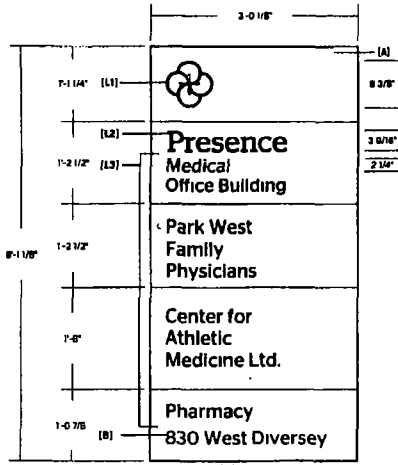 3-0 1/8"
[A]
1'-1 1/4" [L1] 8 3/8"
[L2] Presence 3 9/16"
1'-2 1/2" [L3] Medical 2 1/4"
Office Building
Park West
1-2 1/2" Family
6'-1 1/8" Physicians
Center for
1'-6" Athletic
Medicine Ltd.
1-0 7/8 Pharmacy
[B] 830 West Diversey